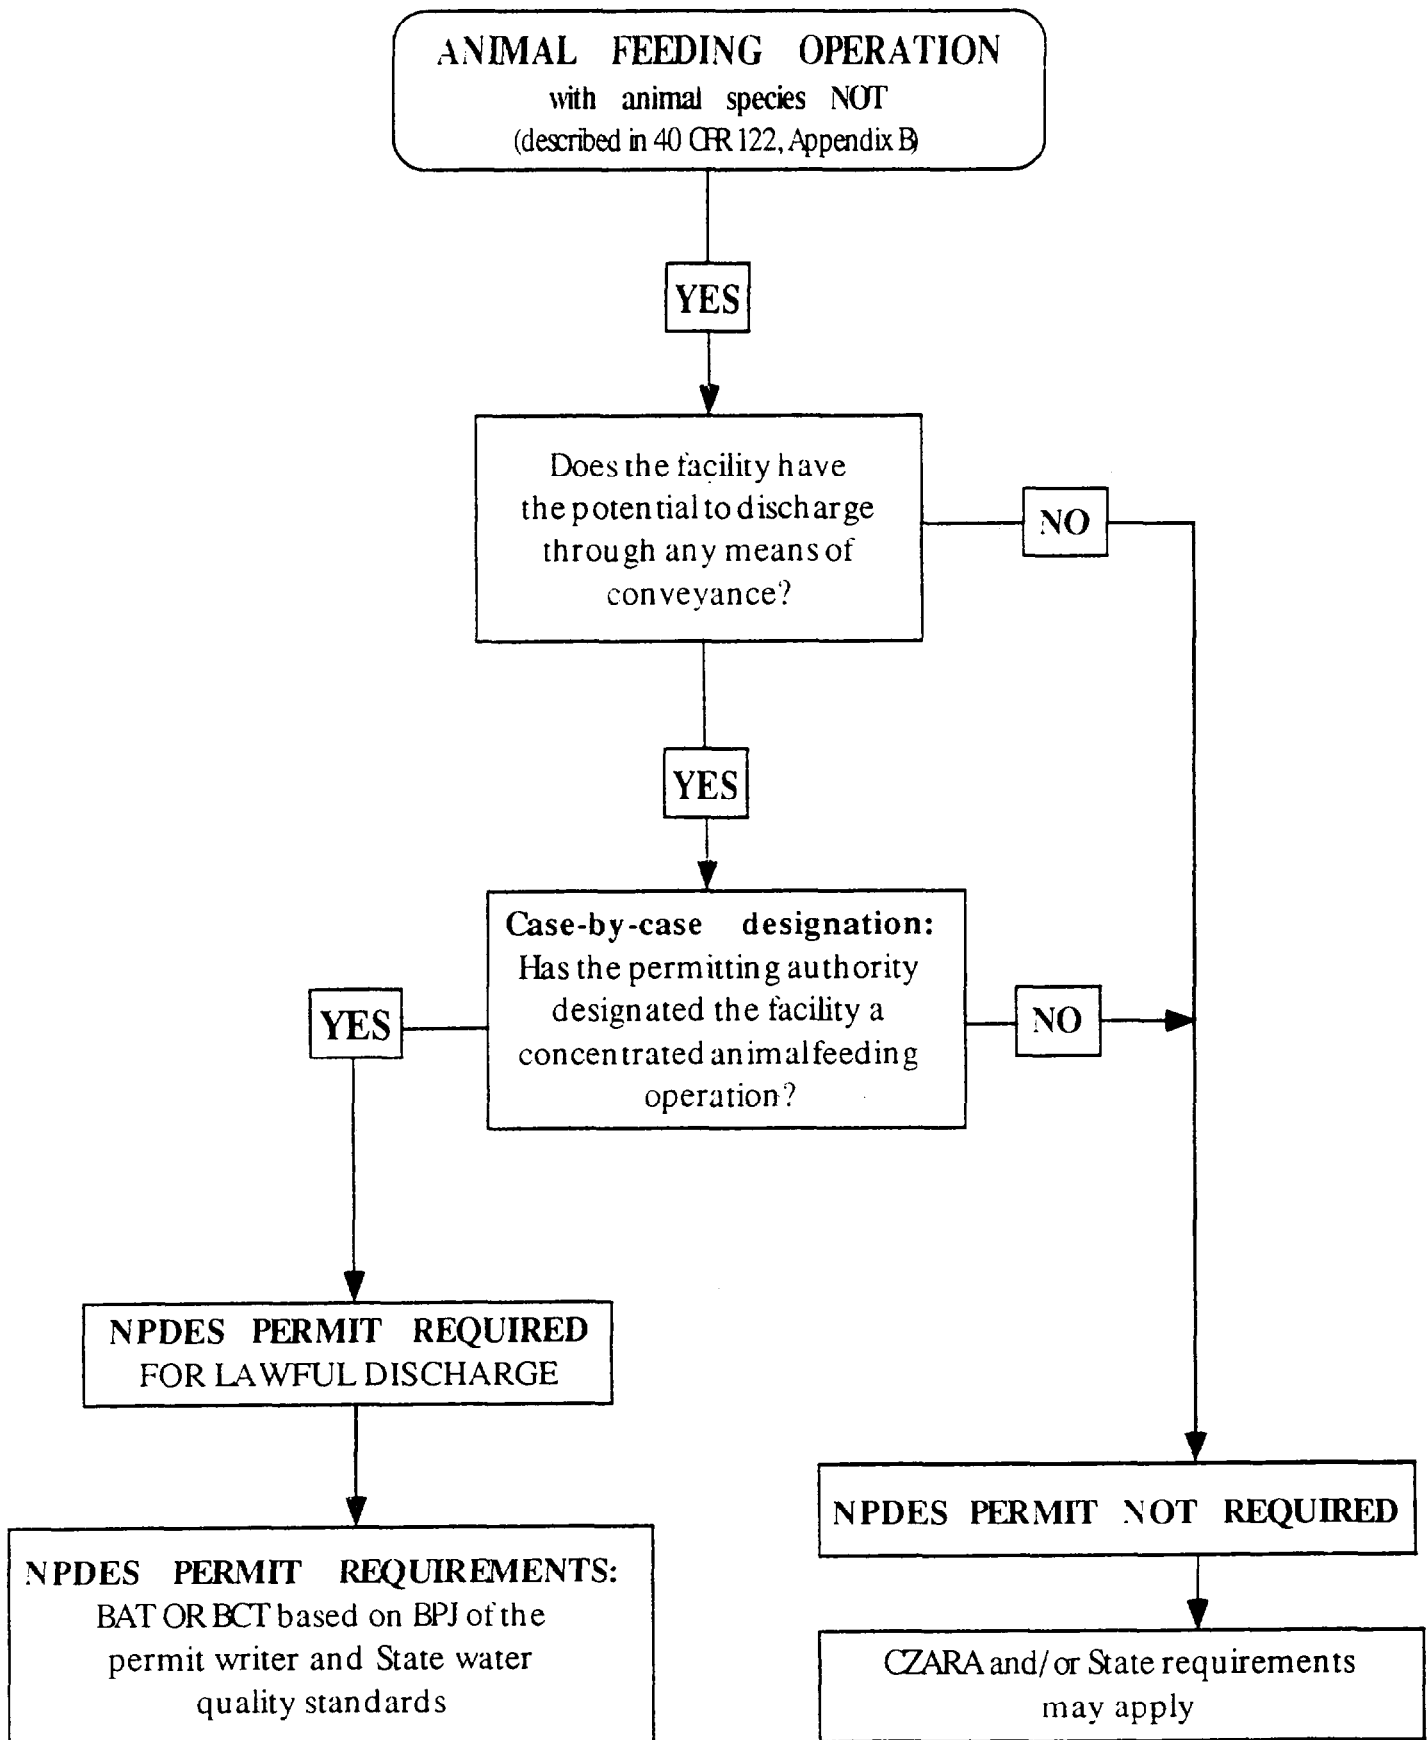 ANIMAL FEEDING OPERATION
with animal species NOT
(described in 40 CFR 122, Appendix B)
YES
Does the facility have
the potential to discharge
through any means of
conveyance?
NO
YES
Case-by-case designation:
Has the permitting authority
designated the facility a
concentrated animal feeding
operation?
YES
NO
NPDES PERMIT REQUIRED
FOR LAWFUL DISCHARGE
NPDES PERMIT NOT REQUIRED
NPDES PERMIT REQUIREMENTS:
BAT OR BCT based on BPJ of the
permit writer and State water
quality standards
CZARA and/or State requirements
may apply